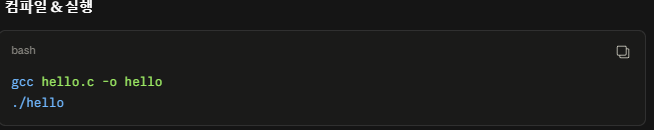 컴파일 & 실행
bash
gcc hello.c -o hello
./hello